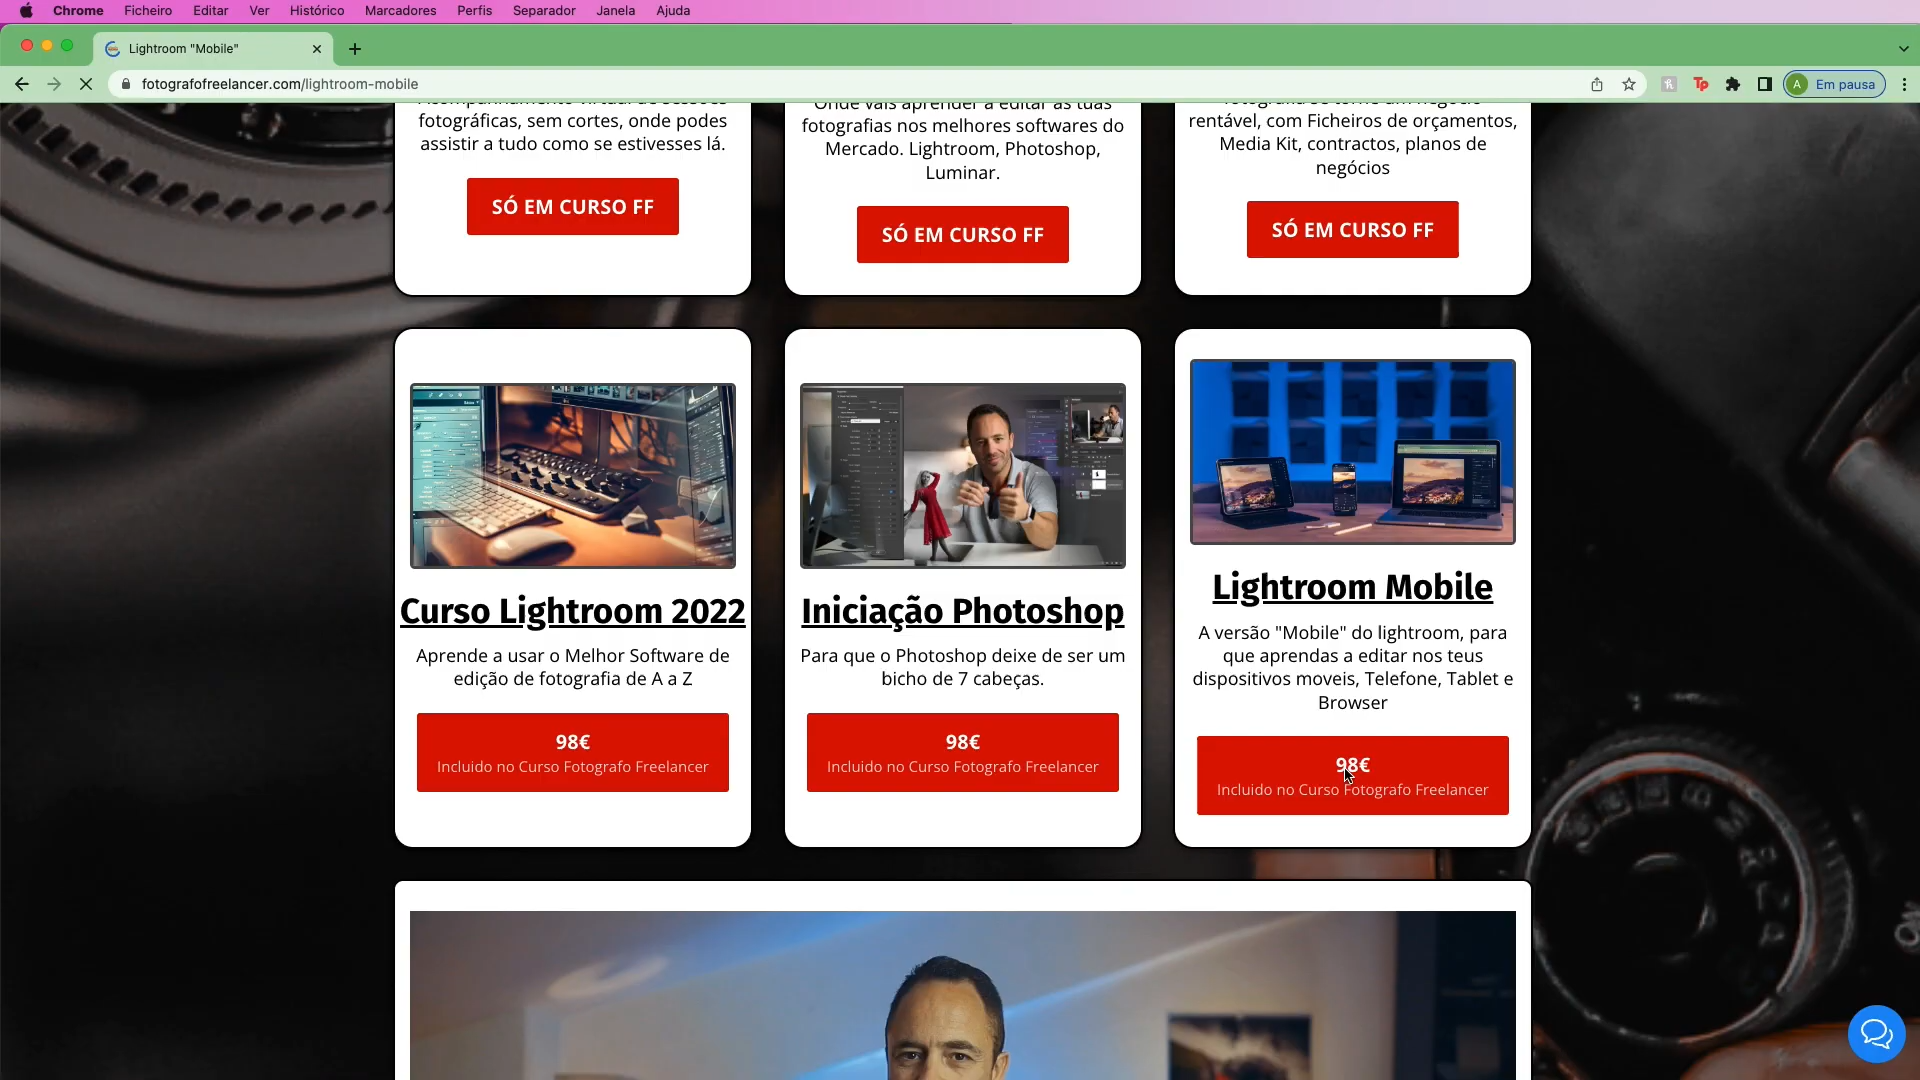 Chrome Ficheiro Editar Ver Histórico Marcadores Perfis Separador Janela Ajuda
Lightroom "Mobile"
fotografofreelancer.com/lightroom-mobile
A Em pausa
fotográficas, sem cortes, onde podes
assistir a tudo como se estivesses lá.
SÓ EM CURSO FF
Onde vais aprender a editar as tuas
fotografias nos melhores softwares do
Mercado. Lightroom, Photoshop,
Luminar.
SÓ EM CURSO FF
rentável, com Ficheiros de orçamentos,
Media Kit, contractos, planos de
negócios
SÓ EM CURSO FF
Curso Lightroom 2022
Aprende a usar o Melhor Software de
edição de fotografia de A a Z
98€
Incluido no Curso Fotografo Freelancer
Iniciação Photoshop
Para que o Photoshop deixe de ser um
bicho de 7 cabeças.
98€
Incluido no Curso Fotografo Freelancer
Lightroom Mobile
A versão "Mobile" do lightroom, para
que aprendas a editar nos teus
dispositivos moveis, Telefone, Tablet e
Browser
98€
Incluido no Curso Fotografo Freelancer